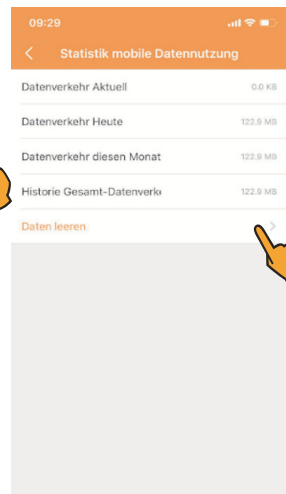 09:29
Statistik mobile Datennutzung
Datenverkehr Aktuell 0.0 KB
Datenverkehr Heute 122.9 MB
Datenverkehr diesen Monat 122.9 MB
Historie Gesamt-Datenverk 122.9 MB
Daten leeren